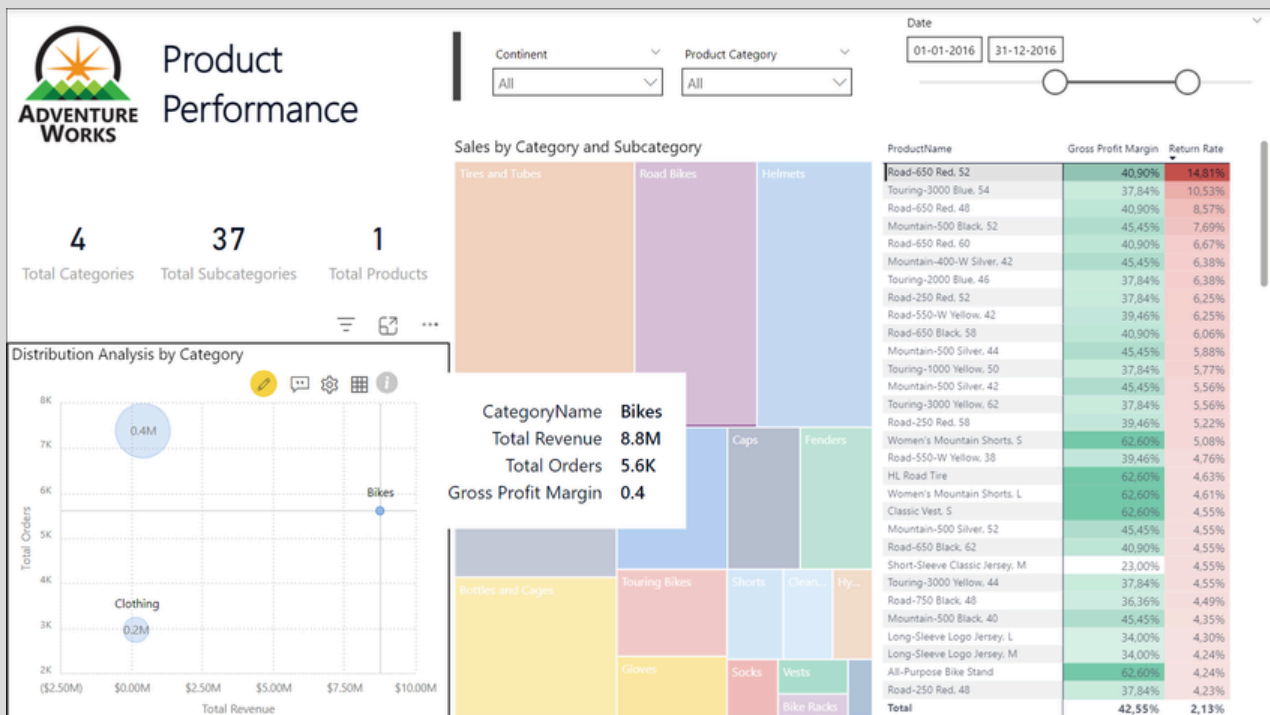 ADVENTURE
WORKS
Product
Performance
Continent
All
Product Category
All
Date
01-01-2016 31-12-2016
4
Total Categories
37
Total Subcategories
1
Total Products
Distribution Analysis by Category
8K
7K
6K
5K
4K
3K
2K
Total Orders
0.4M
Bikes
Clothing
0.2M
($2.50M) $0.00M $2.50M $5.00M $7.50M $10.00M
Total Revenue
CategoryName Bikes
Total Revenue 8.8M
Total Orders 5.6K
Gross Profit Margin 0.4
Sales by Category and Subcategory
Tires and Tubes
Road Bikes
Helmets
Caps
Fenders
Bottles and Cages
Touring Bikes
Shorts
Clean...
Hy...
Gloves
Socks
Vests
Bike Racks
ProductName Gross Profit Margin Return Rate
Road-650 Red, 52 40,90% 14,81%
Touring-3000 Blue, 54 37,84% 10,53%
Road-650 Red, 48 40,90% 8,57%
Mountain-500 Black, 52 45,45% 7,69%
Road-650 Red, 60 40,90% 6,67%
Mountain-400-W Silver, 42 45,45% 6,38%
Touring-2000 Blue, 46 37,84% 6,38%
Road-250 Red, 52 37,84% 6,25%
Road-550-W Yellow, 42 39,46% 6,25%
Road-650 Black, 58 40,90% 6,06%
Mountain-500 Silver, 44 45,45% 5,88%
Touring-1000 Yellow, 50 37,84% 5,77%
Mountain-500 Silver, 42 45,45% 5,56%
Touring-3000 Yellow, 62 37,84% 5,56%
Road-250 Red, 58 39,46% 5,22%
Women's Mountain Shorts, S 62,60% 5,08%
Road-550-W Yellow, 38 39,46% 4,76%
HL Road Tire 62,60% 4,63%
Women's Mountain Shorts, L 62,60% 4,61%
Classic Vest, S 62,60% 4,55%
Mountain-500 Silver, 52 45,45% 4,55%
Road-650 Black, 62 40,90% 4,55%
Short-Sleeve Classic Jersey, M 23,00% 4,55%
Touring-3000 Yellow, 44 37,84% 4,55%
Road-750 Black, 48 36,36% 4,49%
Mountain-500 Black, 40 45,45% 4,35%
Long-Sleeve Logo Jersey, L 34,00% 4,30%
Long-Sleeve Logo Jersey, M 34,00% 4,24%
All-Purpose Bike Stand 62,60% 4,24%
Road-250 Red, 48 37,84% 4,23%
Total 42,55% 2,13%